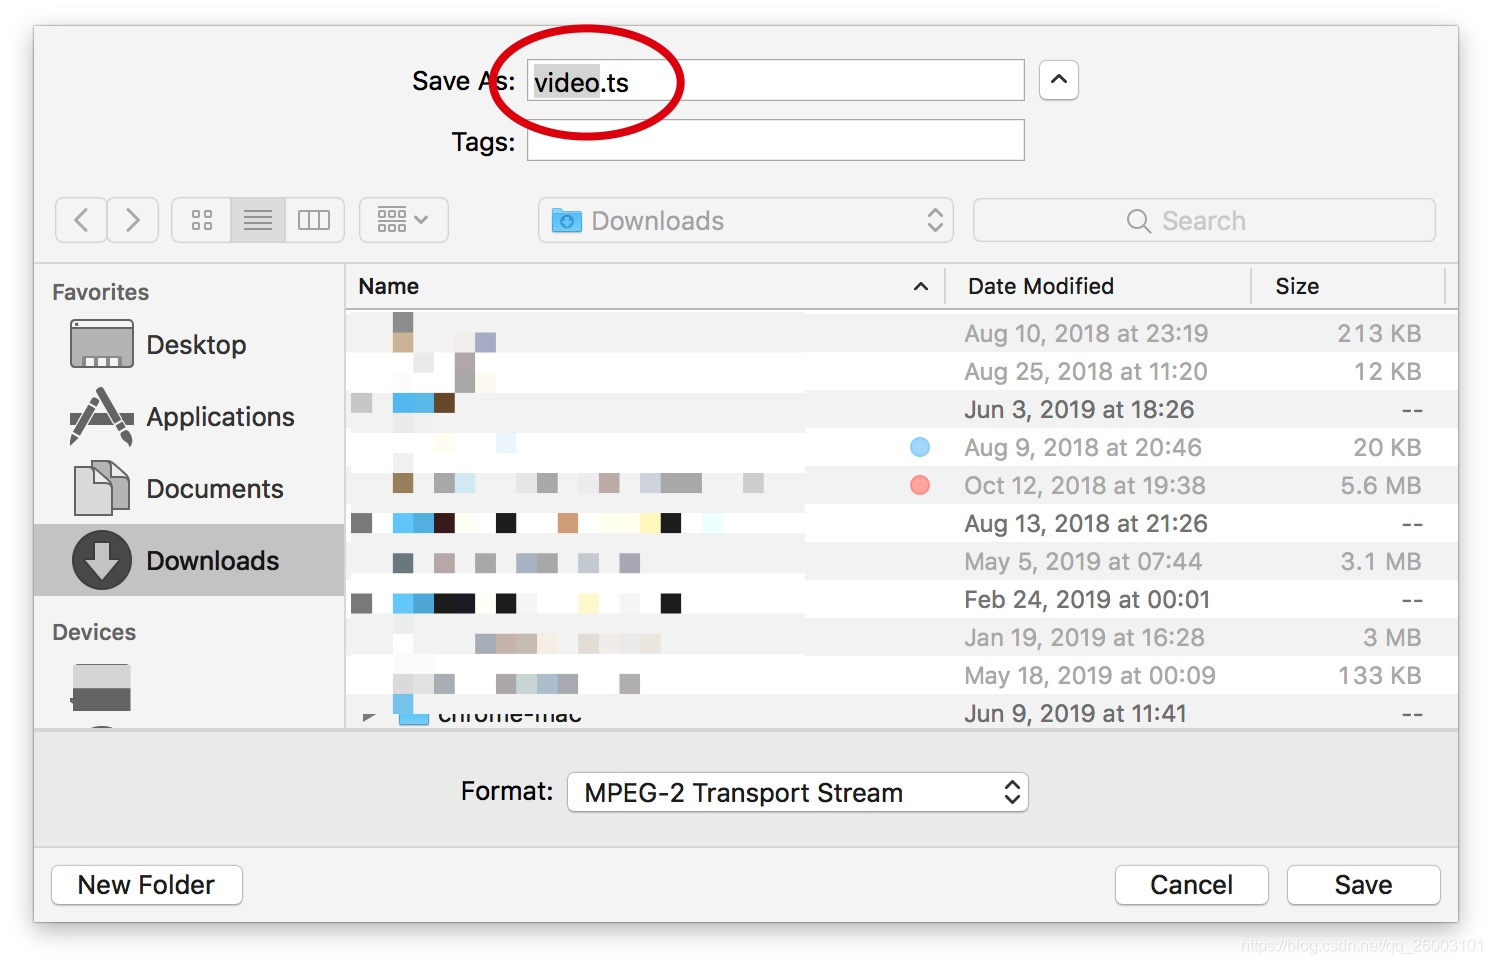 Save As: video.ts
Tags:
Downloads
Search
Favorites
Desktop
Applications
Documents
Downloads
Devices
Name Date Modified Size
Aug 10, 2018 at 23:19 213 KB
Aug 25, 2018 at 11:20 12 KB
Jun 3, 2019 at 18:26 --
Aug 9, 2018 at 20:46 20 KB
Oct 12, 2018 at 19:38 5.6 MB
Aug 13, 2018 at 21:26 --
May 5, 2019 at 07:44 3.1 MB
Feb 24, 2019 at 00:01 --
Jan 19, 2019 at 16:28 3 MB
May 18, 2019 at 00:09 133 KB
chrome-mac Jun 9, 2019 at 11:41 --
Format: MPEG-2 Transport Stream
New Folder Cancel Save
https://blog.csdn.net/qq_26003101